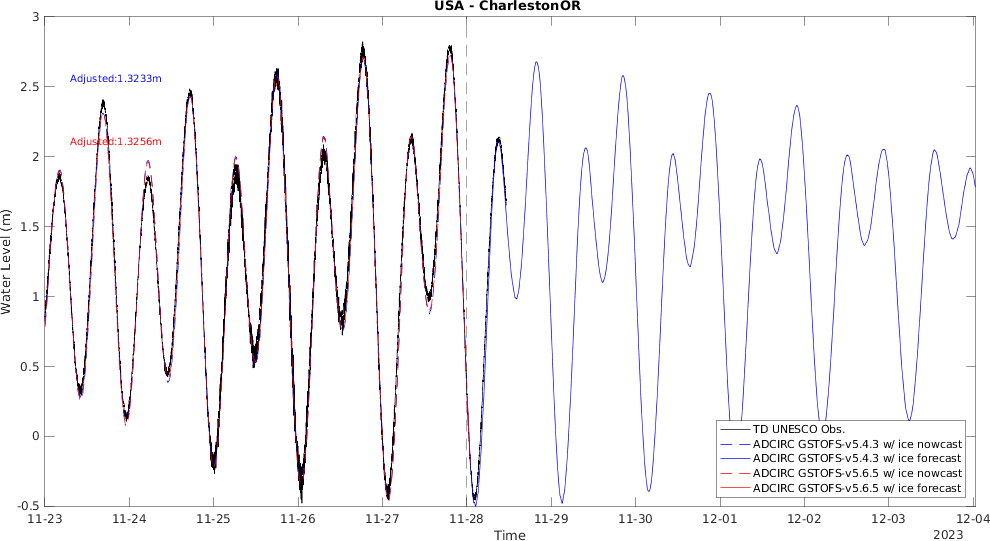 USA - CharlestonOR
3
2.5
2
1.5
1
0.5
0
-0.5
Water Level (m)
Adjusted:1.3233m
Adjusted:1.3256m
TD UNESCO Obs.
ADCIRC GSTOFS-v5.4.3 w/ ice nowcast
ADCIRC GSTOFS-v5.4.3 w/ ice forecast
ADCIRC GSTOFS-v5.6.5 w/ ice nowcast
ADCIRC GSTOFS-v5.6.5 w/ ice forecast
11-23 11-24 11-25 11-26 11-27 11-28 11-29 11-30 12-01 12-02 12-03 12-04
Time
2023